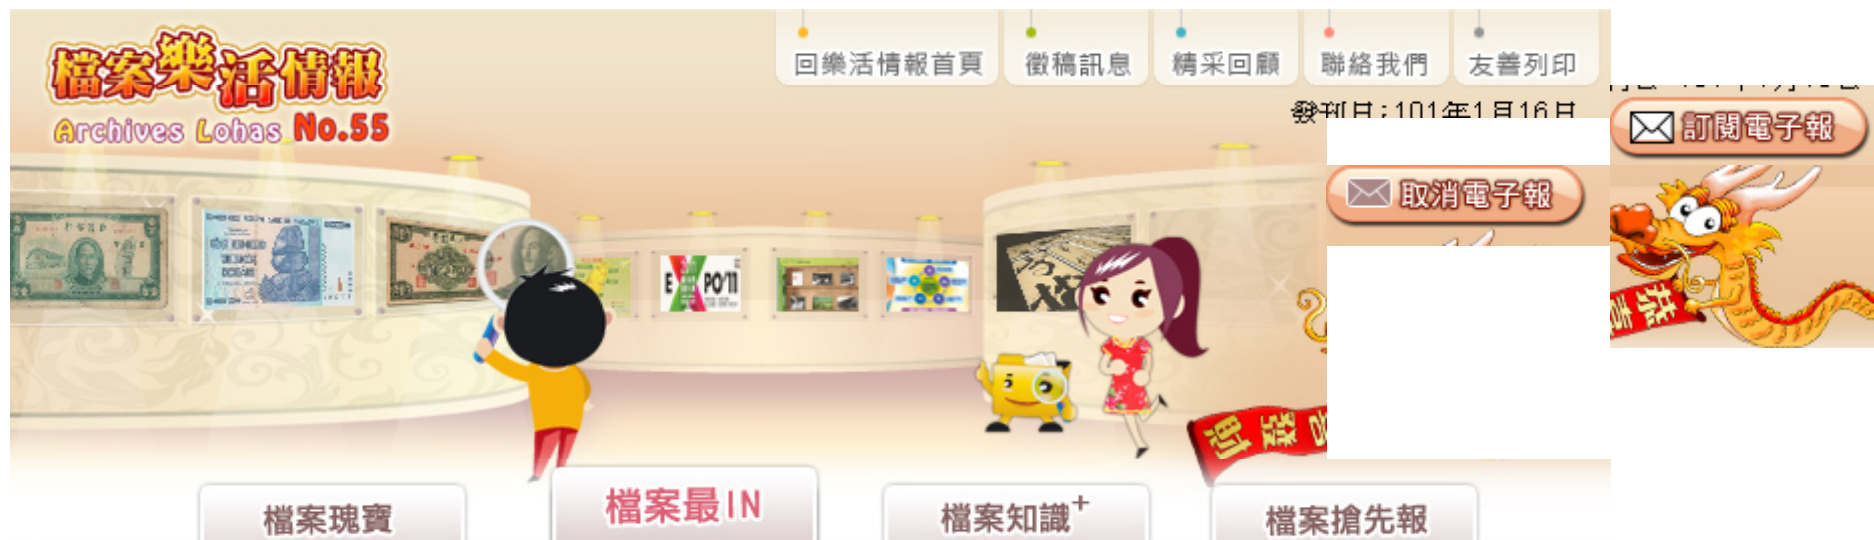 檔案樂活情報
Archives Lohas No.55
回樂活情報首頁
徵稿訊息
精采回顧
聯絡我們
友善列印
發刊日:101年1月16日
訂閱電子報
取消電子報
EXPO'11
恭喜
財發喜
檔案瑰寶
檔案最IN
檔案知識+
檔案搶先報